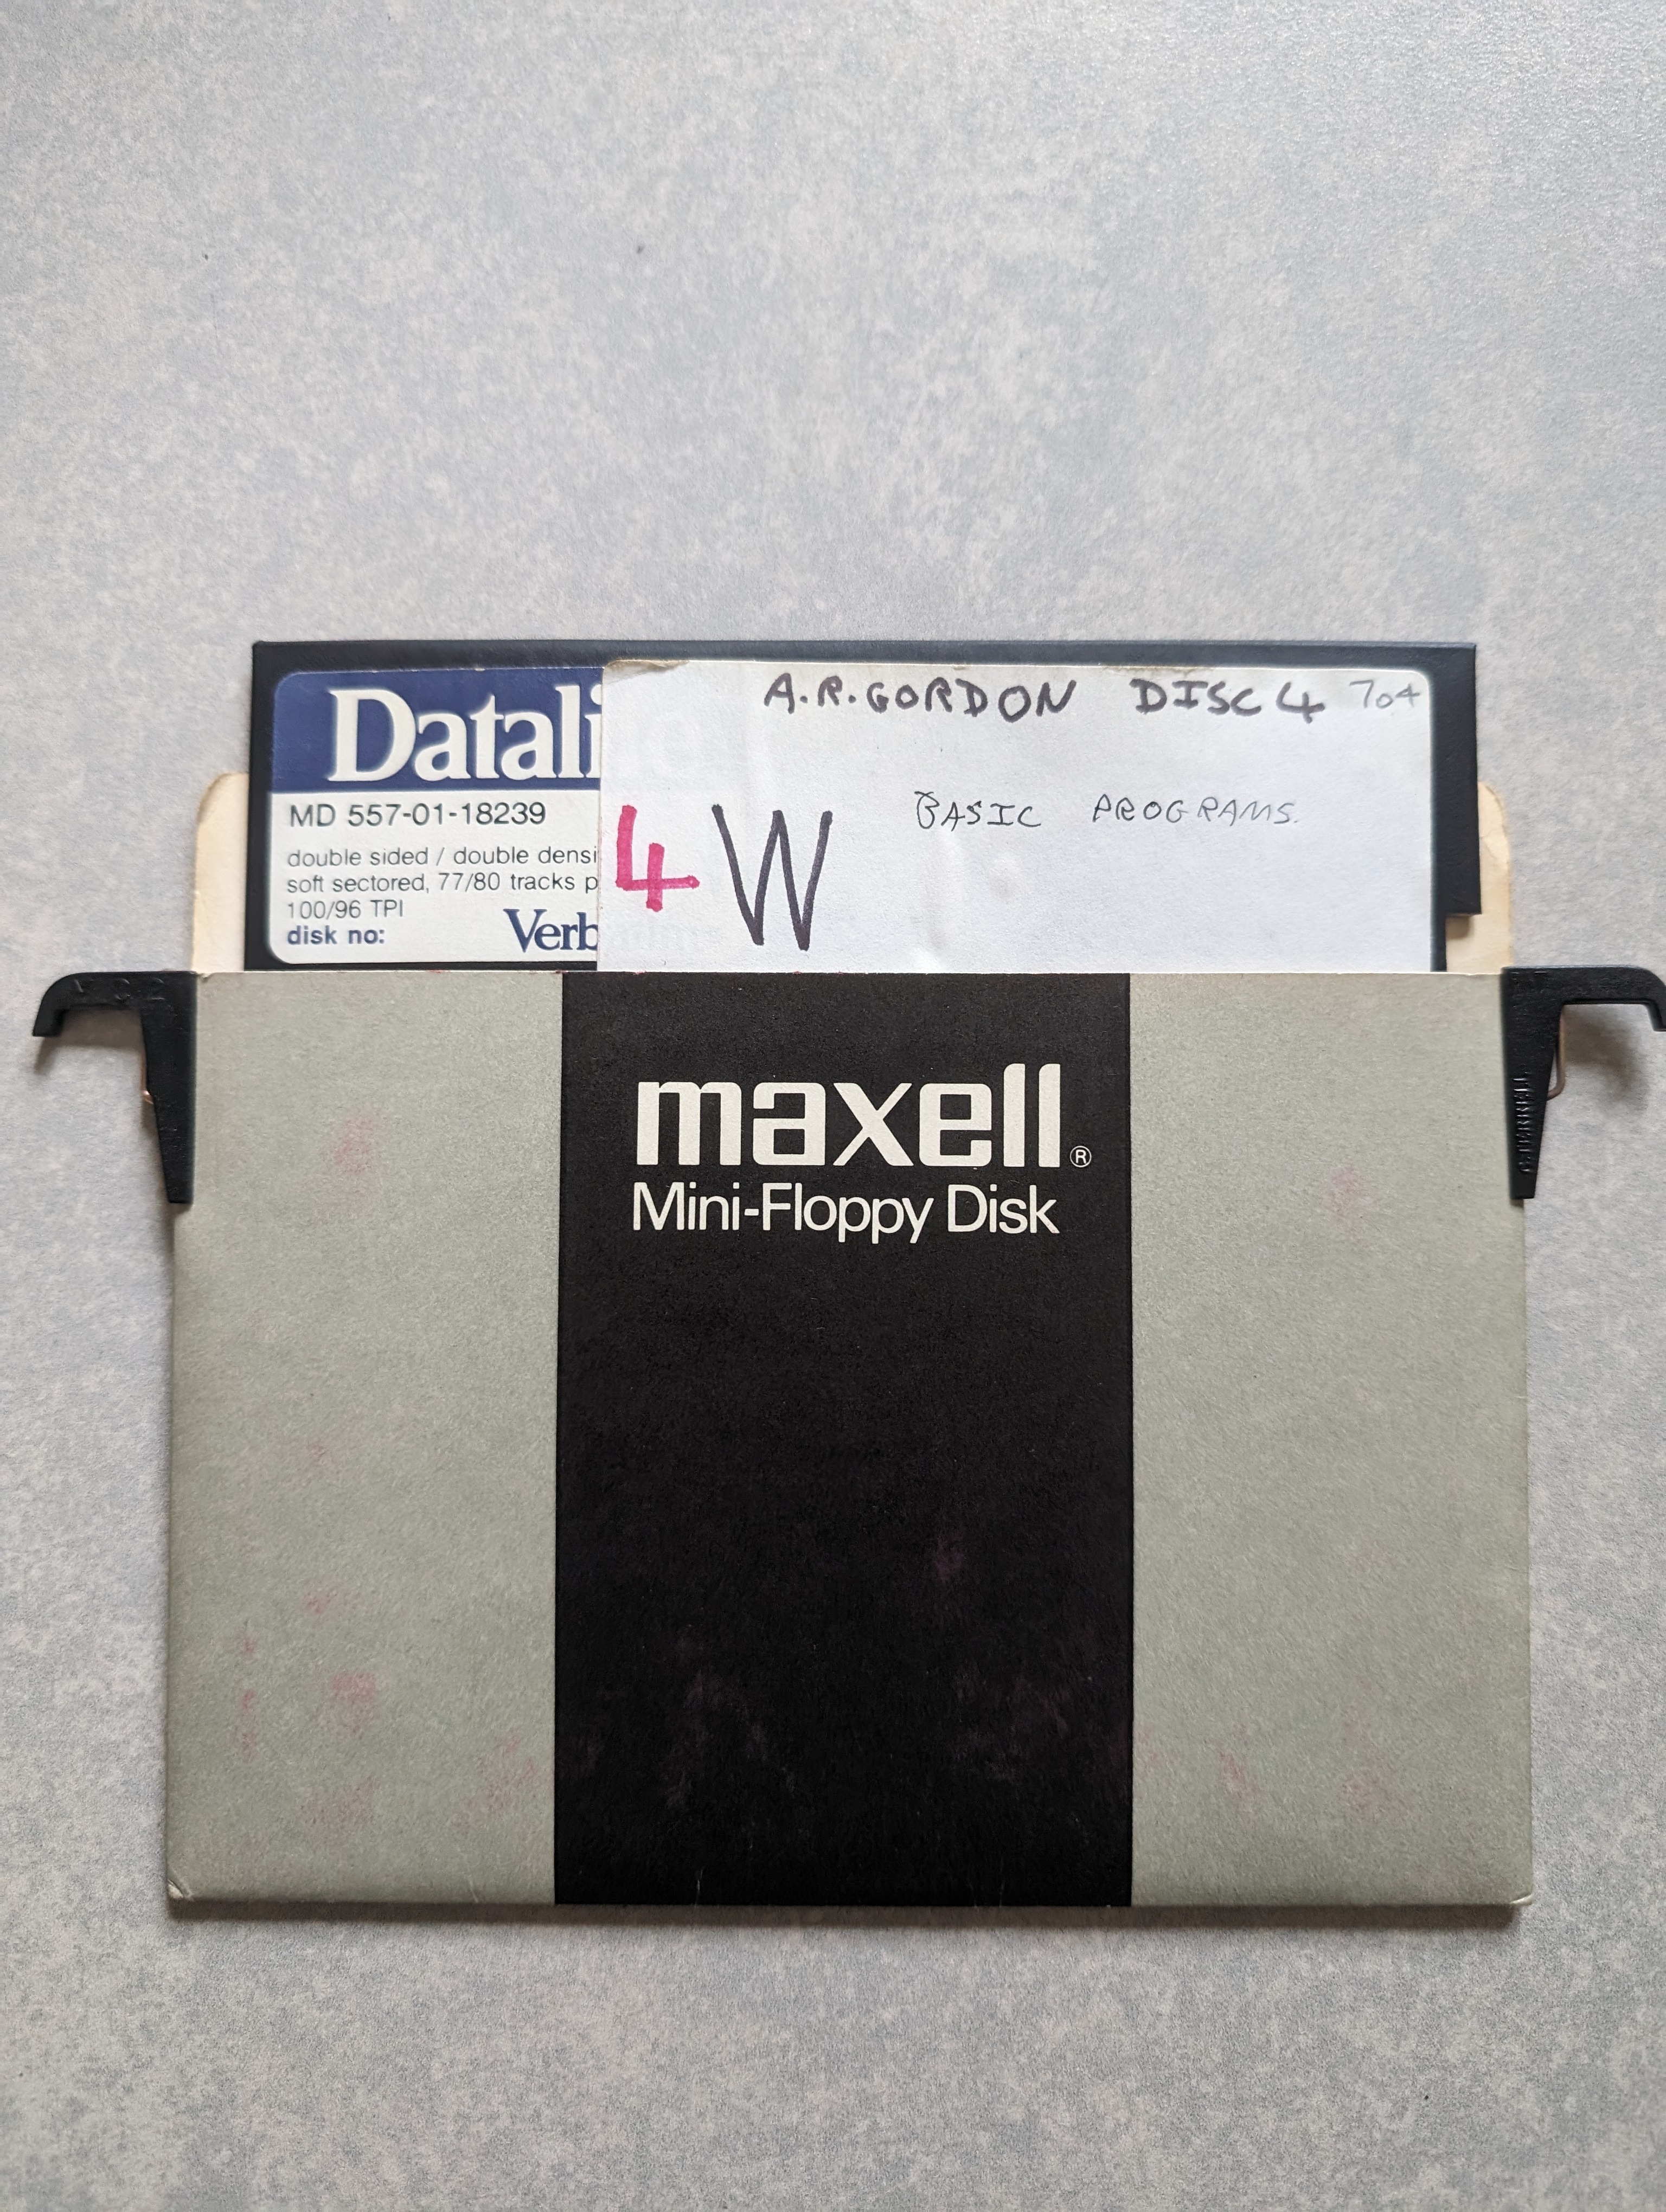 Datali
MD 557-01-18239
double sided / double densi
soft sectored, 77/80 tracks p
100/96 TPI
disk no:
Verb
A.R.GORDON DISC 4 704
BASIC PROGRAMS.
4 W
maxell®
Mini-Floppy Disk